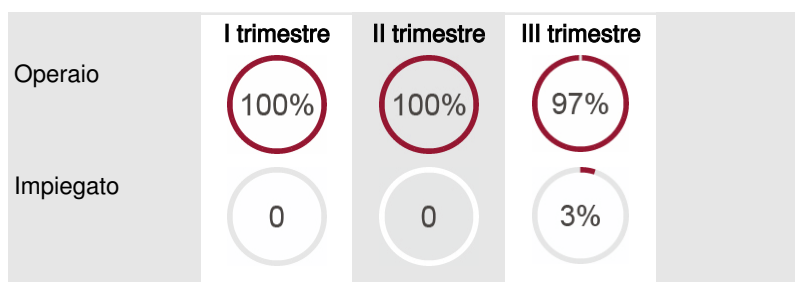 I trimestre II trimestre III trimestre
Operaio 100% 100% 97%
Impiegato 0 0 3%